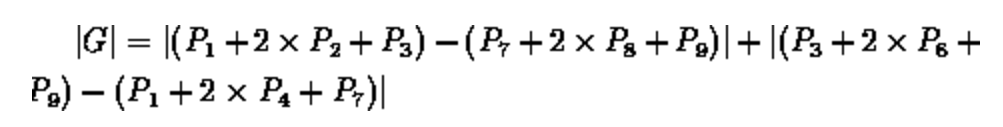 |G| = |(P₁ + 2 × P₂ + P₃) − (P₇ + 2 × P₈ + P₉)| + |(P₃ + 2 × P₆ +
P₉) − (P₁ + 2 × P₄ + P₇)|